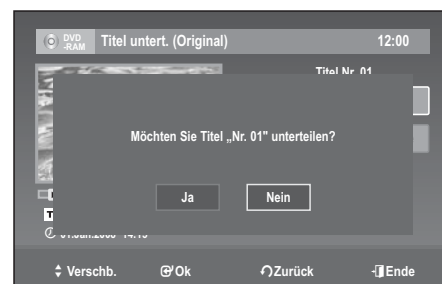 DVD
-RAM Titel untert. (Original) 12:00
Titel Nr. 01
Möchten Sie Titel „Nr. 01" unterteilen?
Ja Nein
Verschb. Ok Zurück Ende